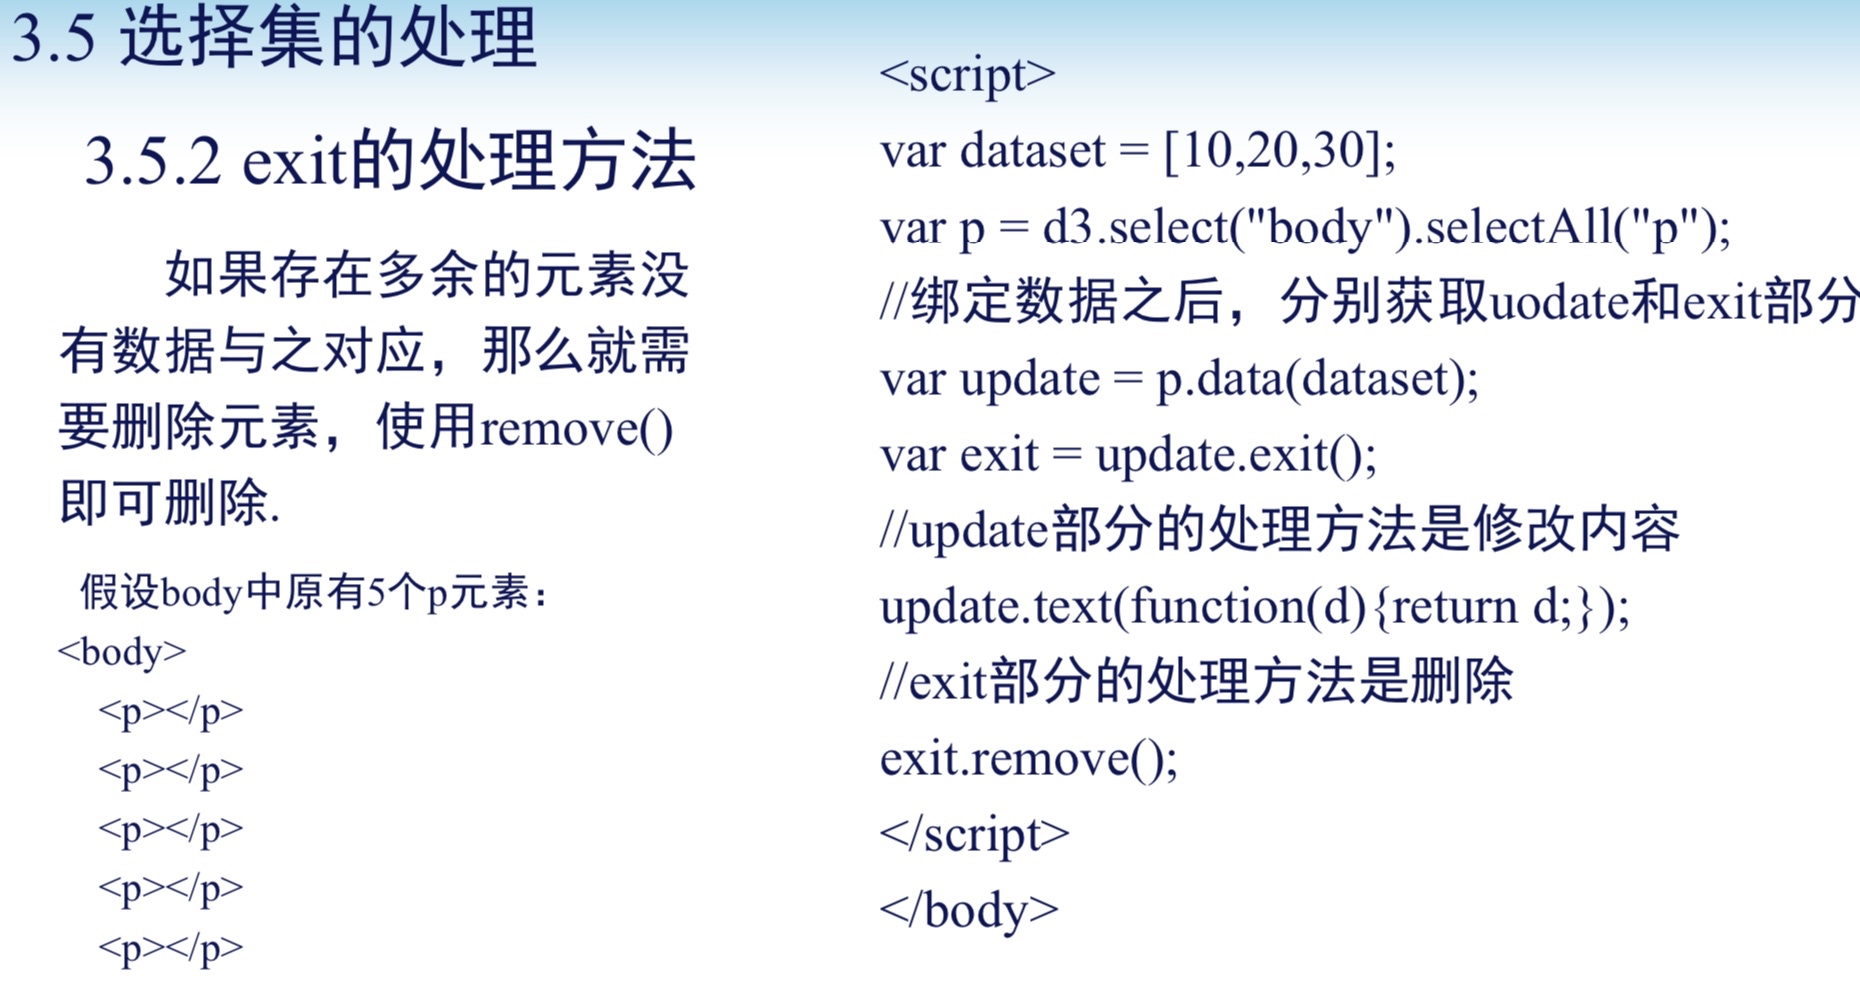 3.5 选择集的处理
3.5.2 exit的处理方法
如果存在多余的元素没
有数据与之对应，那么就需
要删除元素，使用remove()
即可删除.
假设body中原有5个p元素：
<body>
<p></p>
<p></p>
<p></p>
<p></p>
<p></p>
<script>
var dataset = [10,20,30];
var p = d3.select("body").selectAll("p");
//绑定数据之后，分别获取uodate和exit部分
var update = p.data(dataset);
var exit = update.exit();
//update部分的处理方法是修改内容
update.text(function(d){return d;});
//exit部分的处理方法是删除
exit.remove();
</script>
</body>